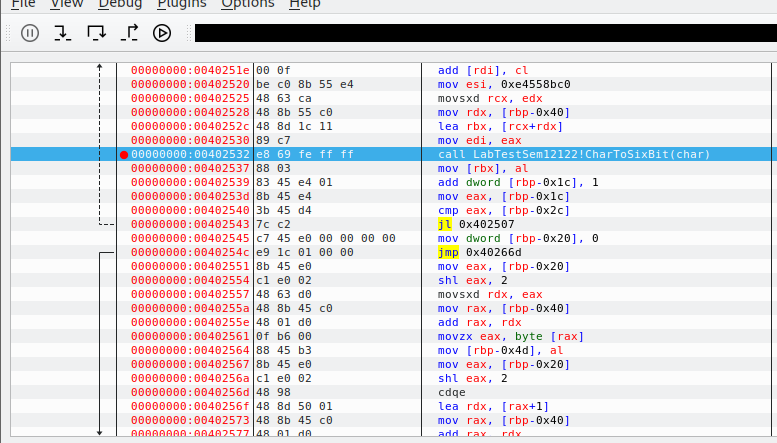 File View Debug Plugins Options Help
00000000:0040251e 00 0f add [rdi], cl
00000000:00402520 be c0 8b 55 e4 mov esi, 0xe4558bc0
00000000:00402525 48 63 ca movsxd rcx, edx
00000000:00402528 48 8b 55 c0 mov rdx, [rbp-0x40]
00000000:0040252c 48 8d 1c 11 lea rbx, [rcx+rdx]
00000000:00402530 89 c7 mov edi, eax
00000000:00402532 e8 69 fe ff ff call LabTestSem12122!CharToSixBit(char)
00000000:00402537 88 03 mov [rbx], al
00000000:00402539 83 45 e4 01 add dword [rbp-0x1c], 1
00000000:0040253d 8b 45 e4 mov eax, [rbp-0x1c]
00000000:00402540 3b 45 d4 cmp eax, [rbp-0x2c]
00000000:00402543 7c c2 jl 0x402507
00000000:00402545 c7 45 e0 00 00 00 00 mov dword [rbp-0x20], 0
00000000:0040254c e9 1c 01 00 00 jmp 0x40266d
00000000:00402551 8b 45 e0 mov eax, [rbp-0x20]
00000000:00402554 c1 e0 02 shl eax, 2
00000000:00402557 48 63 d0 movsxd rdx, eax
00000000:0040255a 48 8b 45 c0 mov rax, [rbp-0x40]
00000000:0040255e 48 01 d0 add rax, rdx
00000000:00402561 0f b6 00 movzx eax, byte [rax]
00000000:00402564 88 45 b3 mov [rbp-0x4d], al
00000000:00402567 8b 45 e0 mov eax, [rbp-0x20]
00000000:0040256a c1 e0 02 shl eax, 2
00000000:0040256d 48 98 cdqe
00000000:0040256f 48 8d 50 01 lea rdx, [rax+1]
00000000:00402573 48 8b 45 c0 mov rax, [rbp-0x40]
00000000:00402577 48 01 d0 add rax, rdx